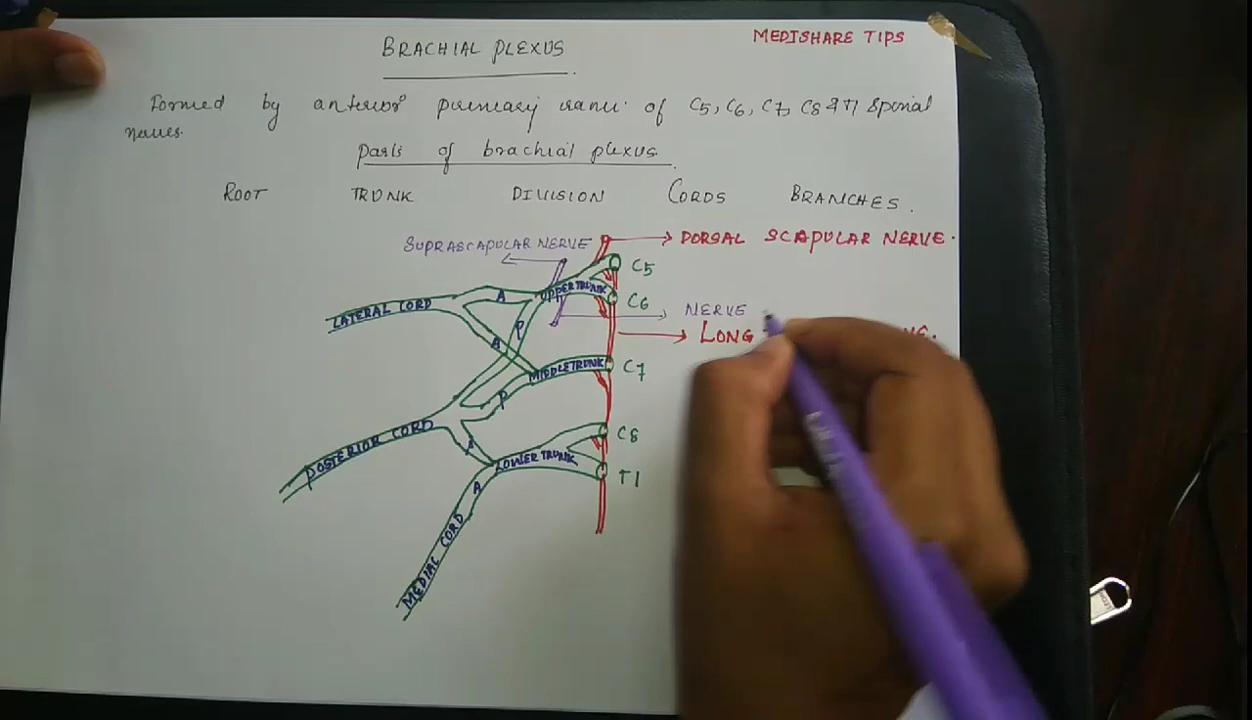 BRACHIAL PLEXUS
MEDISHARE TIPS
Formed by anterior primary rami of C5, C6, C7, C8 & T1 Spinal
nerves.
Parts of brachial plexus
ROOT TRUNK DIVISION CORDS BRANCHES.
SUPRASCAPULAR NERVE
DORSAL SCAPULAR NERVE.
C5
UPPER TRUNK
C6
A
LATERAL CORD
P
NERVE
LONG
A
MIDDLE TRUNK
C7
P
POSTERIOR CORD
C8
A
LOWER TRUNK
T1
A
MEDIAL CORD